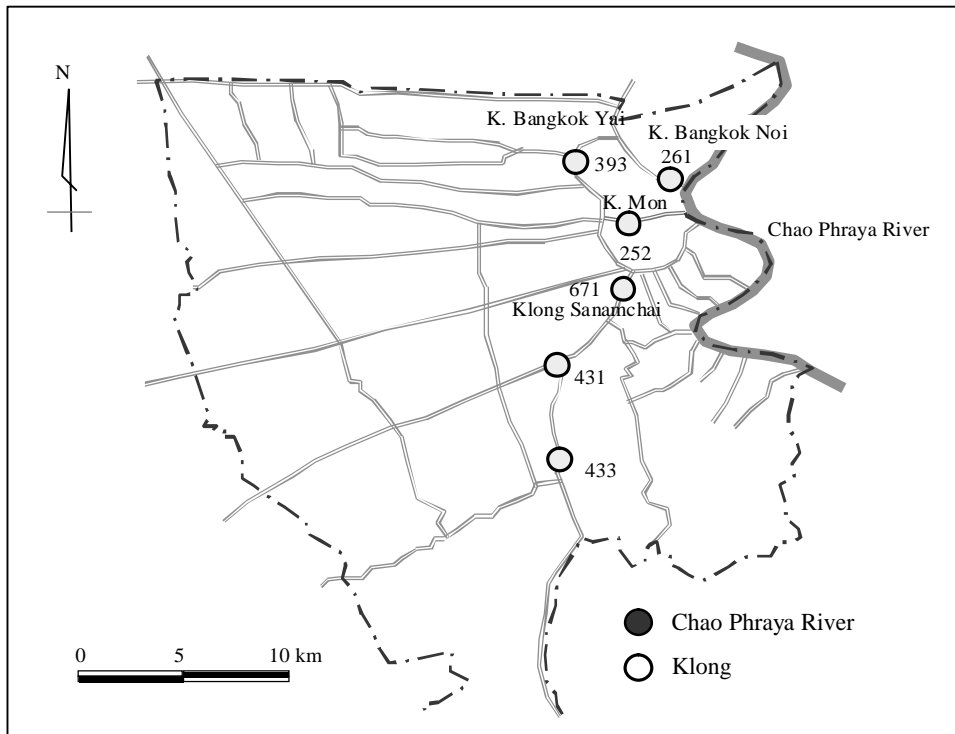 N
K. Bangkok Yai
K. Bangkok Noi
393
261
K. Mon
Chao Phraya River
252
671
Klong Sanamchai
431
433
Chao Phraya River
0 5 10 km
Klong